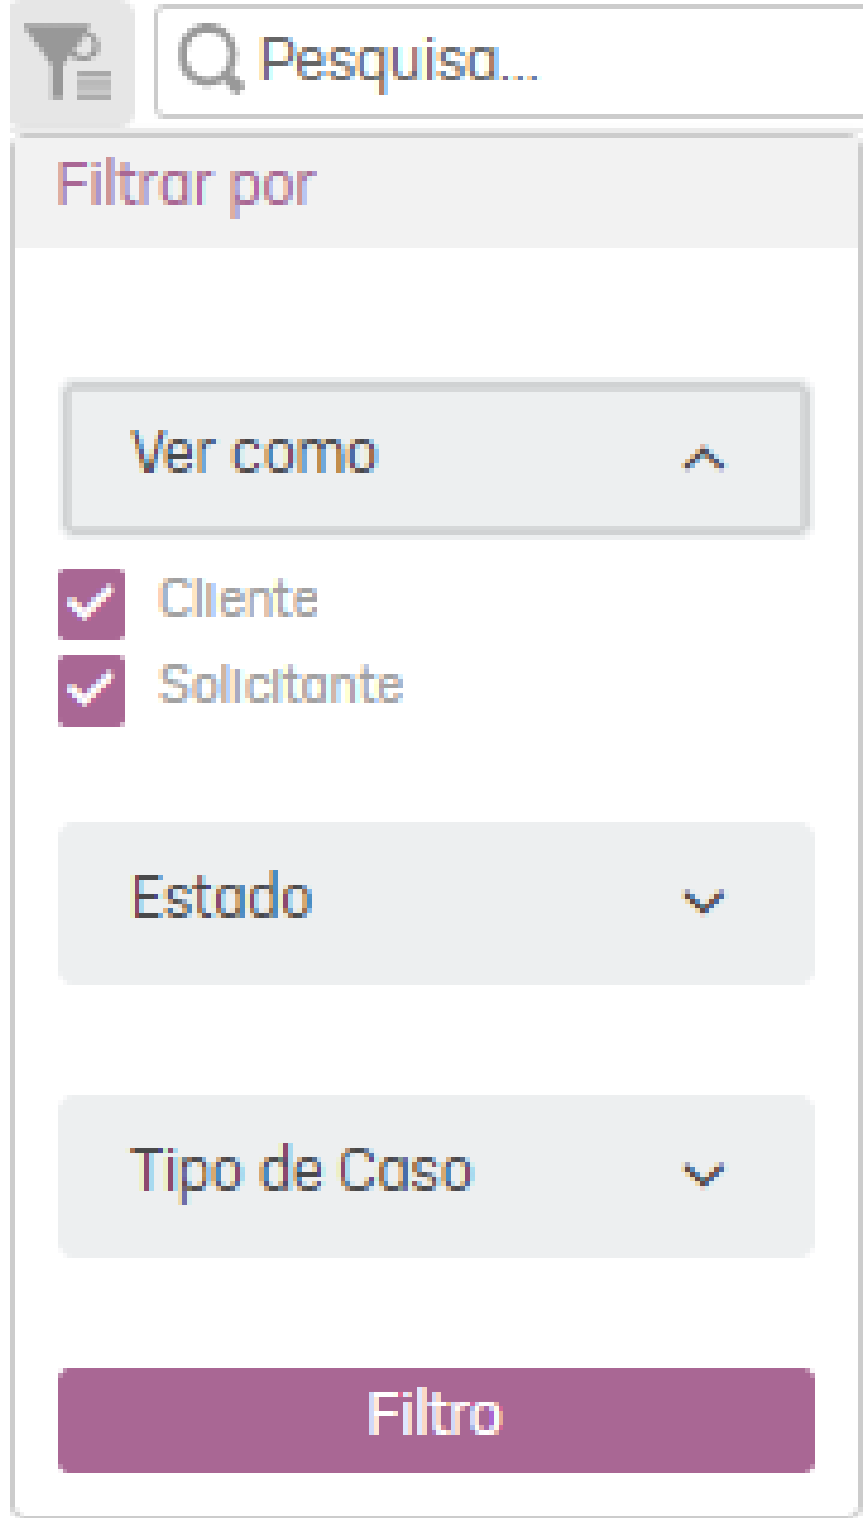 Pesquisa...
Filtrar por
Ver como
Cliente
Solicitante
Estado
Tipo de Caso
Filtro